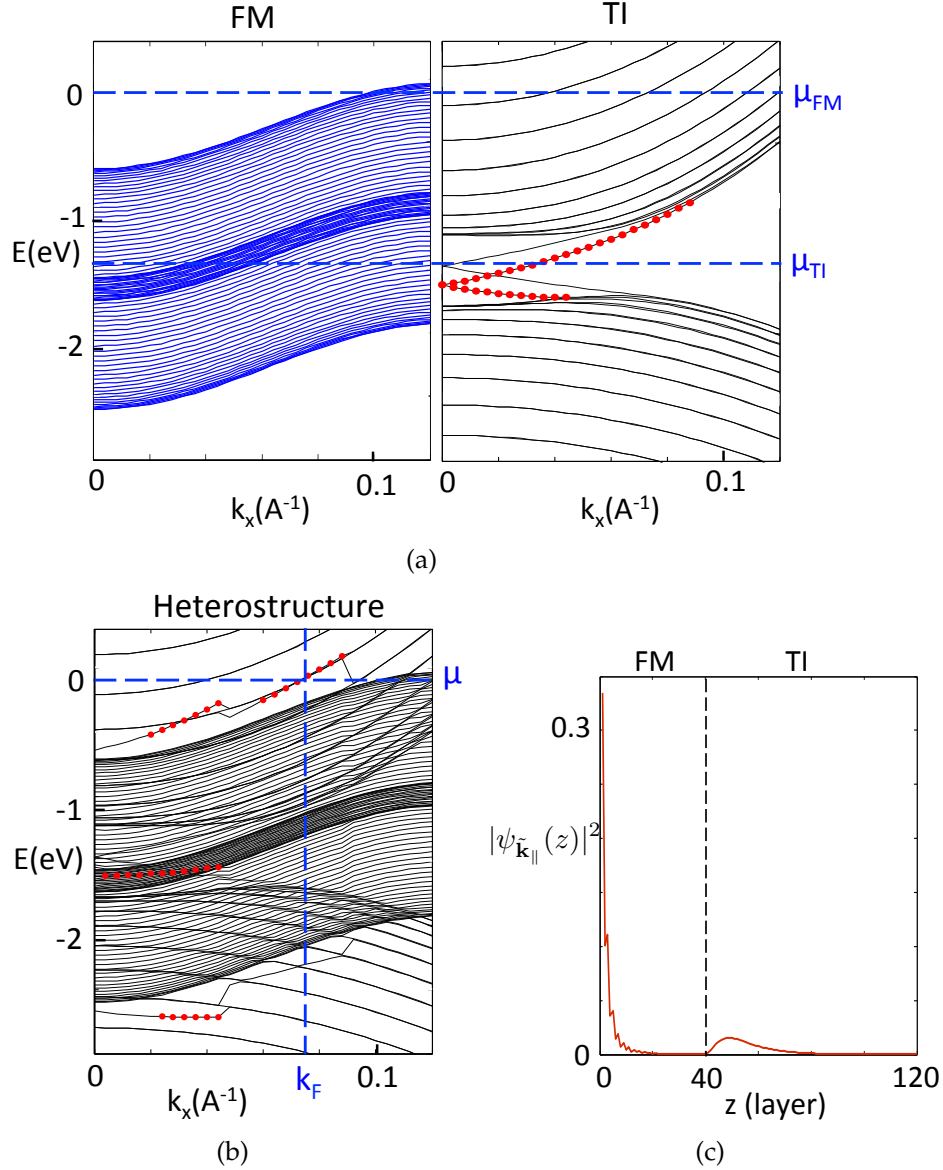 FM
TI
0
-1
-2
E(eV)
μFM
μTI
0
0.1
0
0.1
kx(A-1)
kx(A-1)
(a)
Heterostructure
0
-1
-2
E(eV)
μ
0
kF
0.1
kx(A-1)
(b)
FM
TI
0.3
0.2
0
|ψk̃∥(z)|2
0
40
120
z (layer)
(c)